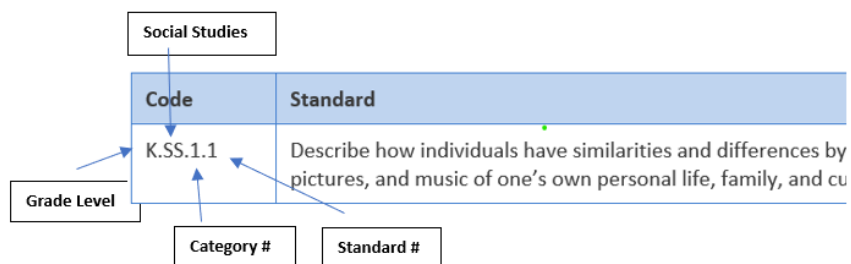 Social Studies
Code Standard
K.SS.1.1 Describe how individuals have similarities and differences by
pictures, and music of one’s own personal life, family, and
Grade Level
Category # Standard #